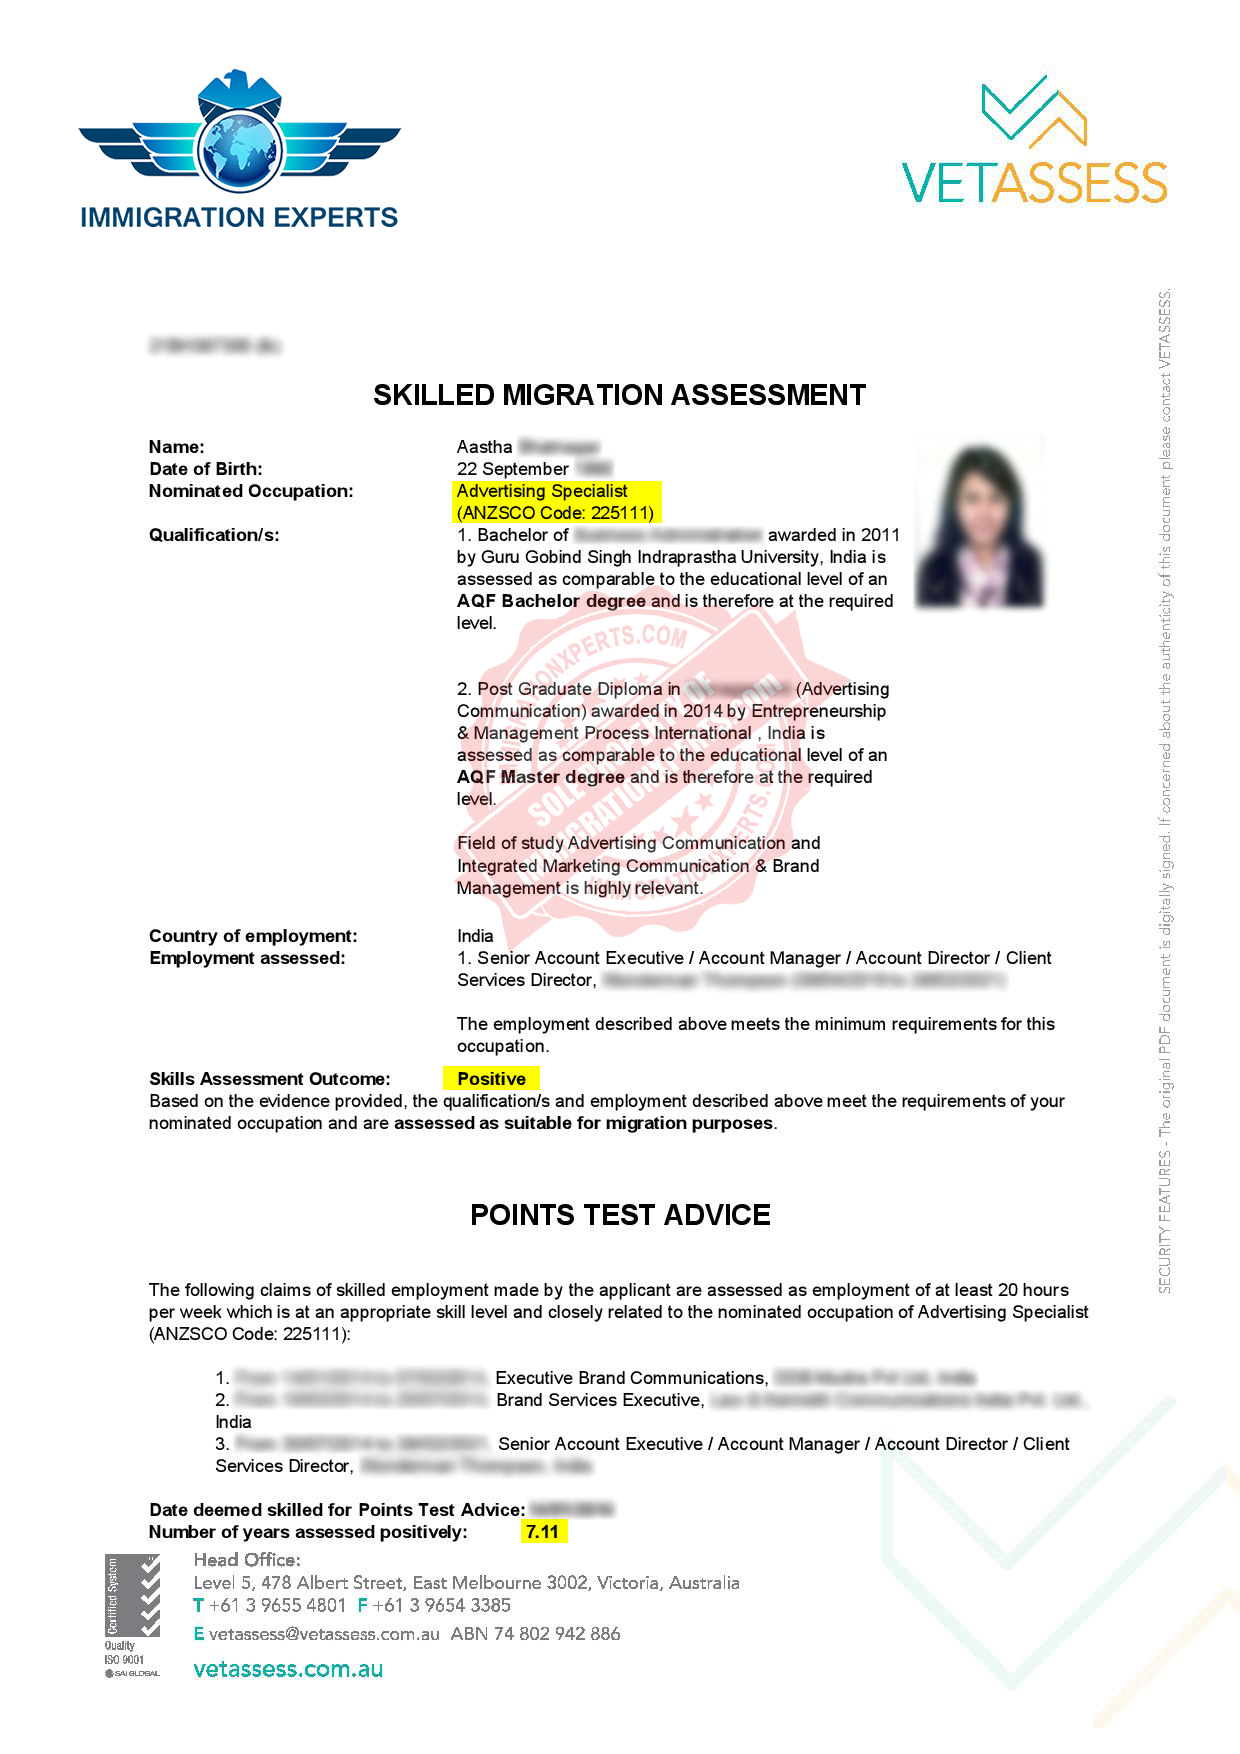 IMMIGRATION EXPERTS
VETASSESS
SKILLED MIGRATION ASSESSMENT
Name: Aastha
Date of Birth: 22 September
Nominated Occupation: Advertising Specialist
(ANZSCO Code: 225111)
Qualification/s: 1. Bachelor of awarded in 2011
by Guru Gobind Singh Indraprastha University, India is
assessed as comparable to the educational level of an
AQF Bachelor degree and is therefore at the required
level.
2. Post Graduate Diploma in (Advertising
Communication) awarded in 2014 by Entrepreneurship
& Management Process International , India is
assessed as comparable to the educational level of an
AQF Master degree and is therefore at the required
level.
Field of study Advertising Communication and
Integrated Marketing Communication & Brand
Management is highly relevant.
IMMIGRATIONXPERTS.COM
SOLE PROPERTY OF
IMMIGRATIONXPERTS.COM
IMMIGRATIONXPERTS.COM
Country of employment: India
Employment assessed: 1. Senior Account Executive / Account Manager / Account Director / Client
Services Director,
The employment described above meets the minimum requirements for this
occupation.
Skills Assessment Outcome: Positive
Based on the evidence provided, the qualification/s and employment described above meet the requirements of your
nominated occupation and are assessed as suitable for migration purposes.
POINTS TEST ADVICE
The following claims of skilled employment made by the applicant are assessed as employment of at least 20 hours
per week which is at an appropriate skill level and closely related to the nominated occupation of Advertising Specialist
(ANZSCO Code: 225111):
1. Executive Brand Communications,
2. Brand Services Executive,
India
3. Senior Account Executive / Account Manager / Account Director / Client
Services Director,
Date deemed skilled for Points Test Advice:
Number of years assessed positively: 7.11
Certified System
Quality
ISO 9001
SAI GLOBAL
Head Office:
Level 5, 478 Albert Street, East Melbourne 3002, Victoria, Australia
T +61 3 9655 4801 F +61 3 9654 3385
E vetassess@vetassess.com.au ABN 74 802 942 886
vetassess.com.au
SECURITY FEATURES - The original PDF document is digitally signed. If concerned about the authenticity of this document please contact VETASSESS.